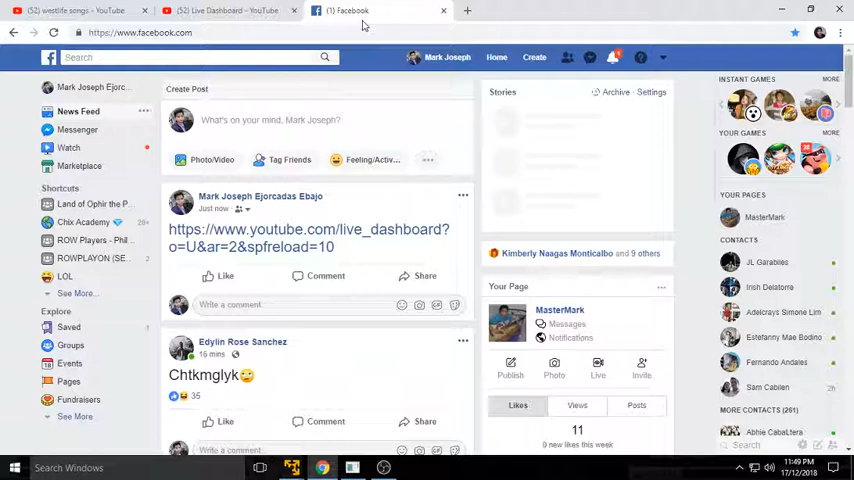 (52) westlife songs - YouTube
(52) Live Dashboard - YouTube
(1) Facebook
https://www.facebook.com
Search
Mark Joseph
Home
Create
1
Mark Joseph Ejorc...
News Feed
Messenger
Watch
Marketplace
Shortcuts
Land of Ophir the P...
Chix Academy
26+
ROW Players - Phil...
ROWPLAYON (SE...
2
LOL
See More...
Explore
Saved
1
Groups
Events
Pages
Fundraisers
See More...
Create Post
What's on your mind, Mark Joseph?
Photo/Video
Tag Friends
Feeling/Activ...
Mark Joseph Ejorcadas Ebajo
Just now
https://www.youtube.com/live_dashboard?
o=U&ar=2&spfreload=10
Like
Comment
Share
Write a comment...
Edylin Rose Sanchez
16 mins
Chtkmglyk
35
Like
Comment
Share
Write a comment...
Stories
Archive · Settings
Kimberly Naagas Monticalbo and 9 others
Your Page
MasterMark
Messages
Notifications
Publish
Photo
Live
Invite
Likes
Views
Posts
11
0 new likes this week
INSTANT GAMES
MORE
YOUR GAMES
MORE
YOUR PAGES
MasterMark
CONTACTS
JL Garabiles
Irish Delatorre
Adelcrays Simone Lim
Estefanny Mae Bodino
Fernando Andales
Sam Cabilen
2h
MORE CONTACTS (261)
Abhie Cabaltera
Search
Search Windows
11:49 PM
17/12/2018